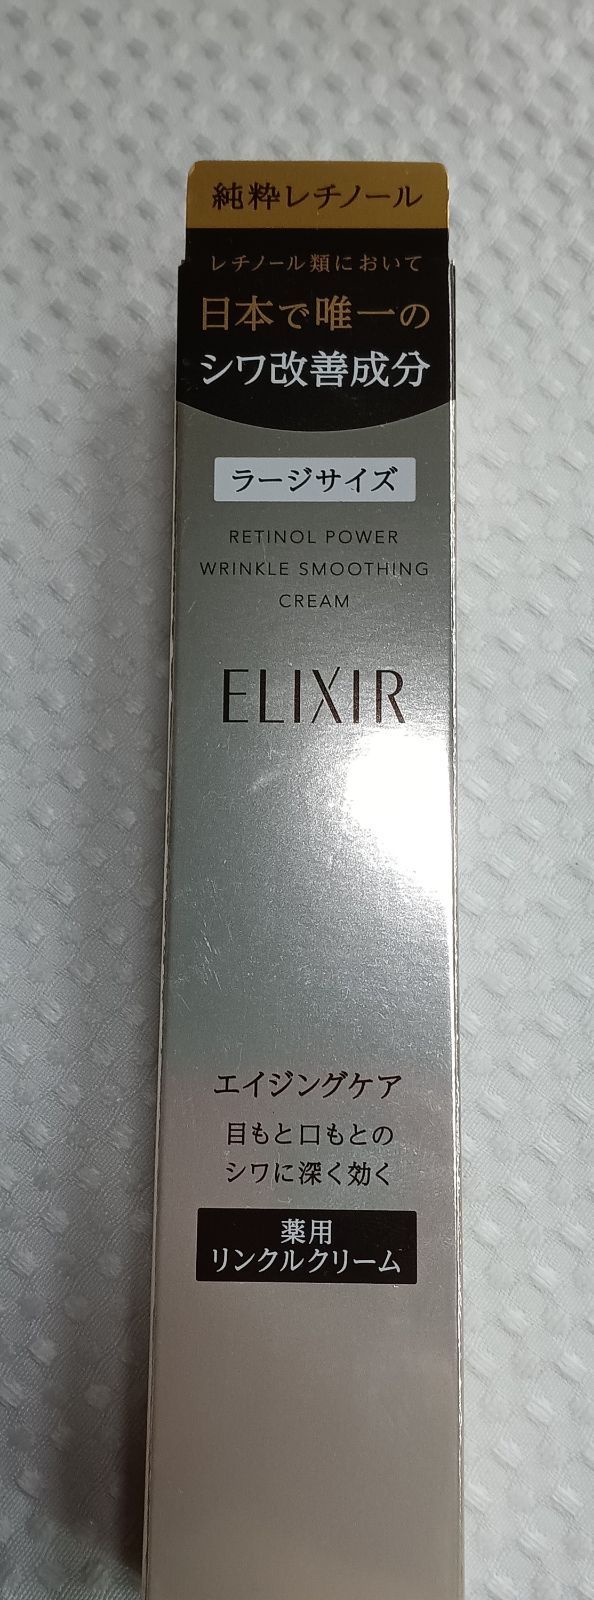 純粋レチノール
レチノール類において
日本で唯一の
シワ改善成分
ラージサイズ
RETINOL POWER
WRINKLE SMOOTHING
CREAM
ELIXIR
エイジングケア
目もと口もとの
シワに深く効く
薬用
リンクルクリーム